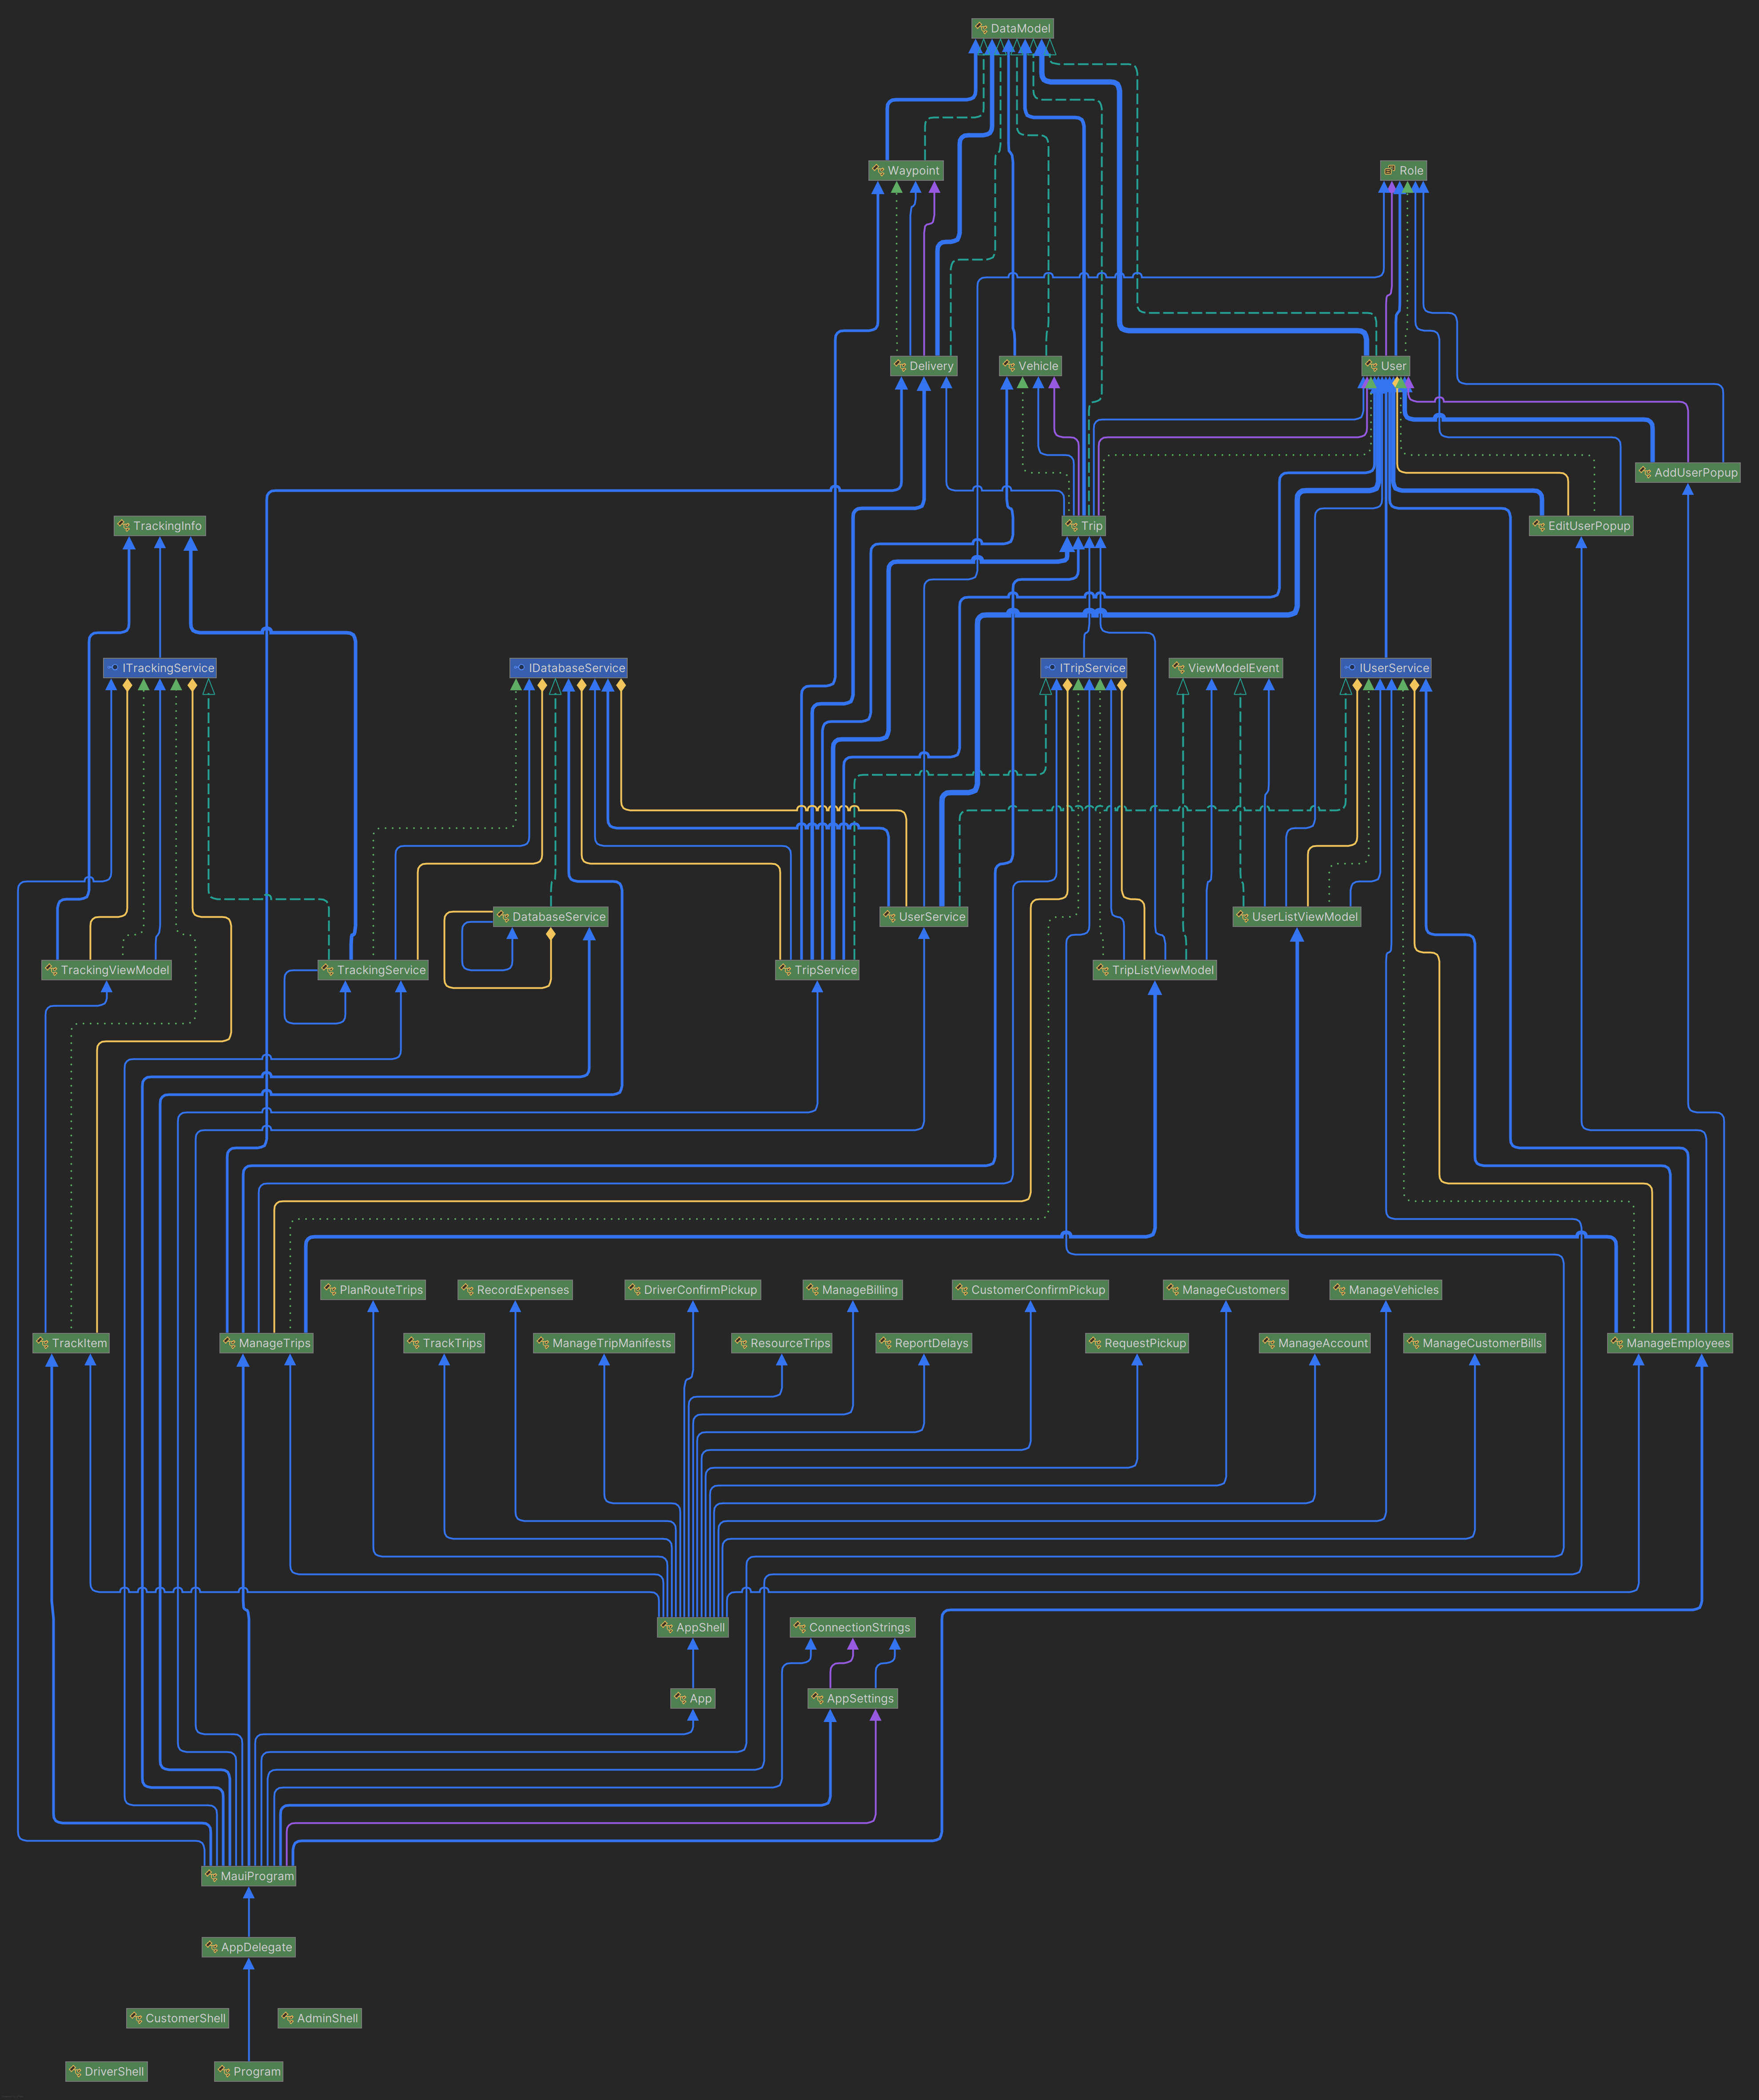 DataModel
Waypoint
Role
Delivery
Vehicle
User
AddUserPopup
TrackingInfo
Trip
EditUserPopup
ITrackingService
IDatabaseService
ITripService
ViewModelEvent
IUserService
DatabaseService
UserService
UserListViewModel
TrackingViewModel
TrackingService
TripService
TripListViewModel
PlanRouteTrips
RecordExpenses
DriverConfirmPickup
ManageBilling
CustomerConfirmPickup
ManageCustomers
ManageVehicles
TrackItem
ManageTrips
TrackTrips
ManageTripManifests
ResourceTrips
ReportDelays
RequestPickup
ManageAccount
ManageCustomerBills
ManageEmployees
AppShell
ConnectionStrings
App
AppSettings
MauiProgram
AppDelegate
CustomerShell
AdminShell
DriverShell
Program